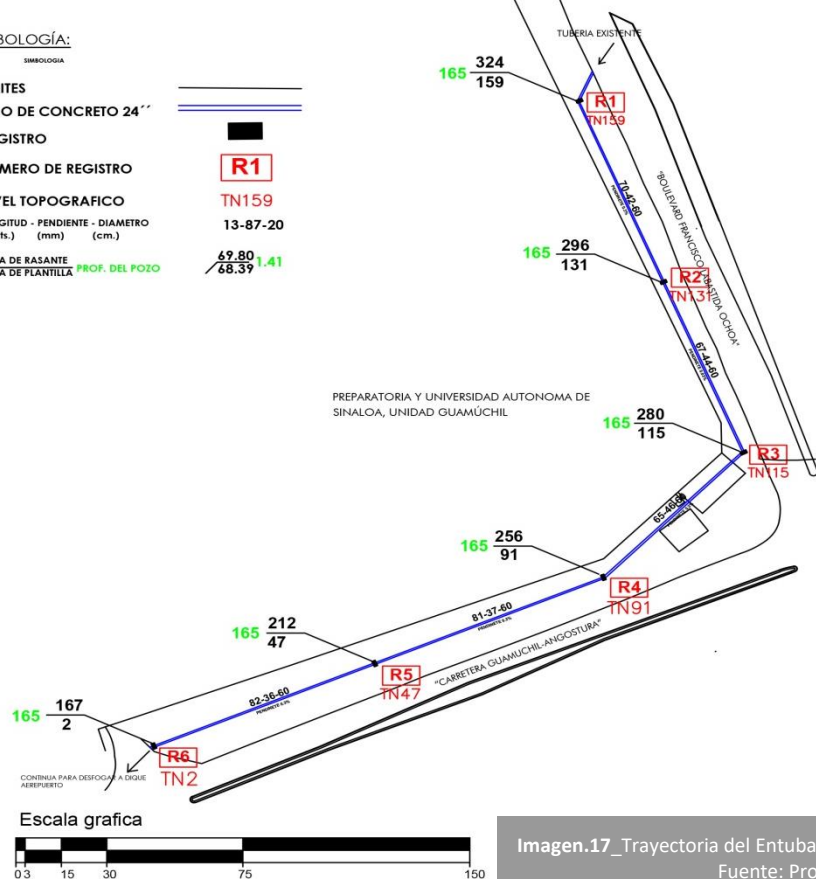 BOLOGÍA:
SIMBOLOGIA
ITES
O DE CONCRETO 24´´
GISTRO
MERO DE REGISTRO
R1
EL TOPOGRAFICO
TN159
GITUD - PENDIENTE - DIAMETRO
ts.) (mm) (cm.)
13-87-20
A DE RASANTE
A DE PLANTILLA
PROF. DEL POZO
69.80
68.39
1.41
TUBERIA EXISTENTE
165
324
159
R1
TN159
70-42-60
"BOULEVARD FRANCISCO LABASTIDA OCHOA"
165
296
131
R2
TN131
67-44-60
PREPARATORIA Y UNIVERSIDAD AUTONOMA DE
SINALOA, UNIDAD GUAMÚCHIL
165
280
115
R3
TN115
65-46-60
165
256
91
R4
TN91
81-37-60
165
212
47
R5
TN47
"CARRETERA GUAMUCHIL-ANGOSTURA"
82-36-60
165
167
2
R6
TN2
CONTINUA PARA DESFOGAR A DIQUE
AEREPUERTO
Escala grafica
0 3 15 30 75 150
Imagen.17_Trayectoria del Entuba
Fuente: Pro